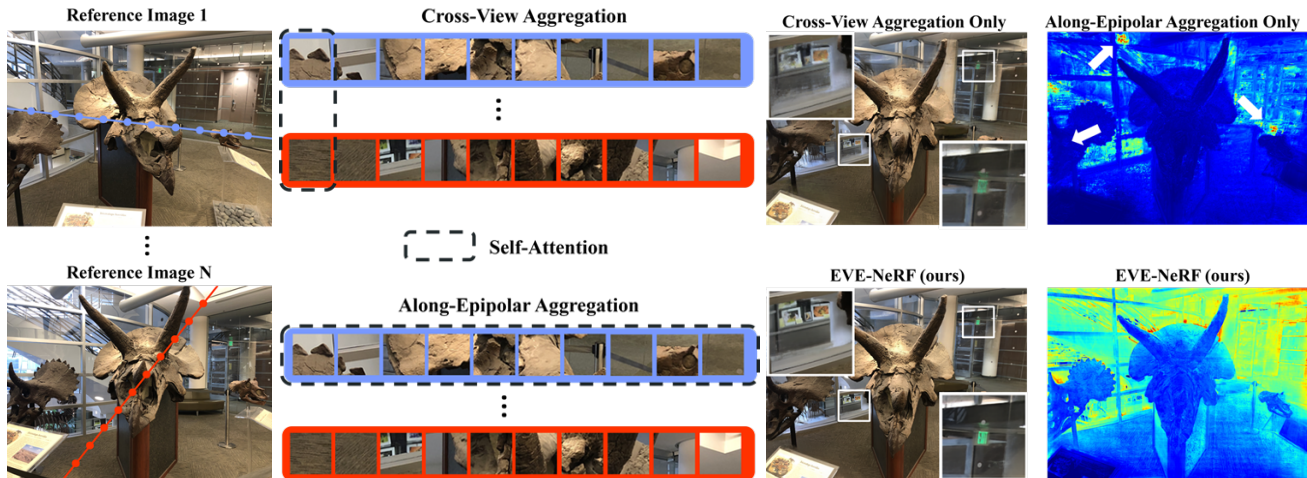 Reference Image 1
Cross-View Aggregation
Cross-View Aggregation Only
Along-Epipolar Aggregation Only
Self-Attention
Reference Image N
Along-Epipolar Aggregation
EVE-NeRF (ours)
EVE-NeRF (ours)